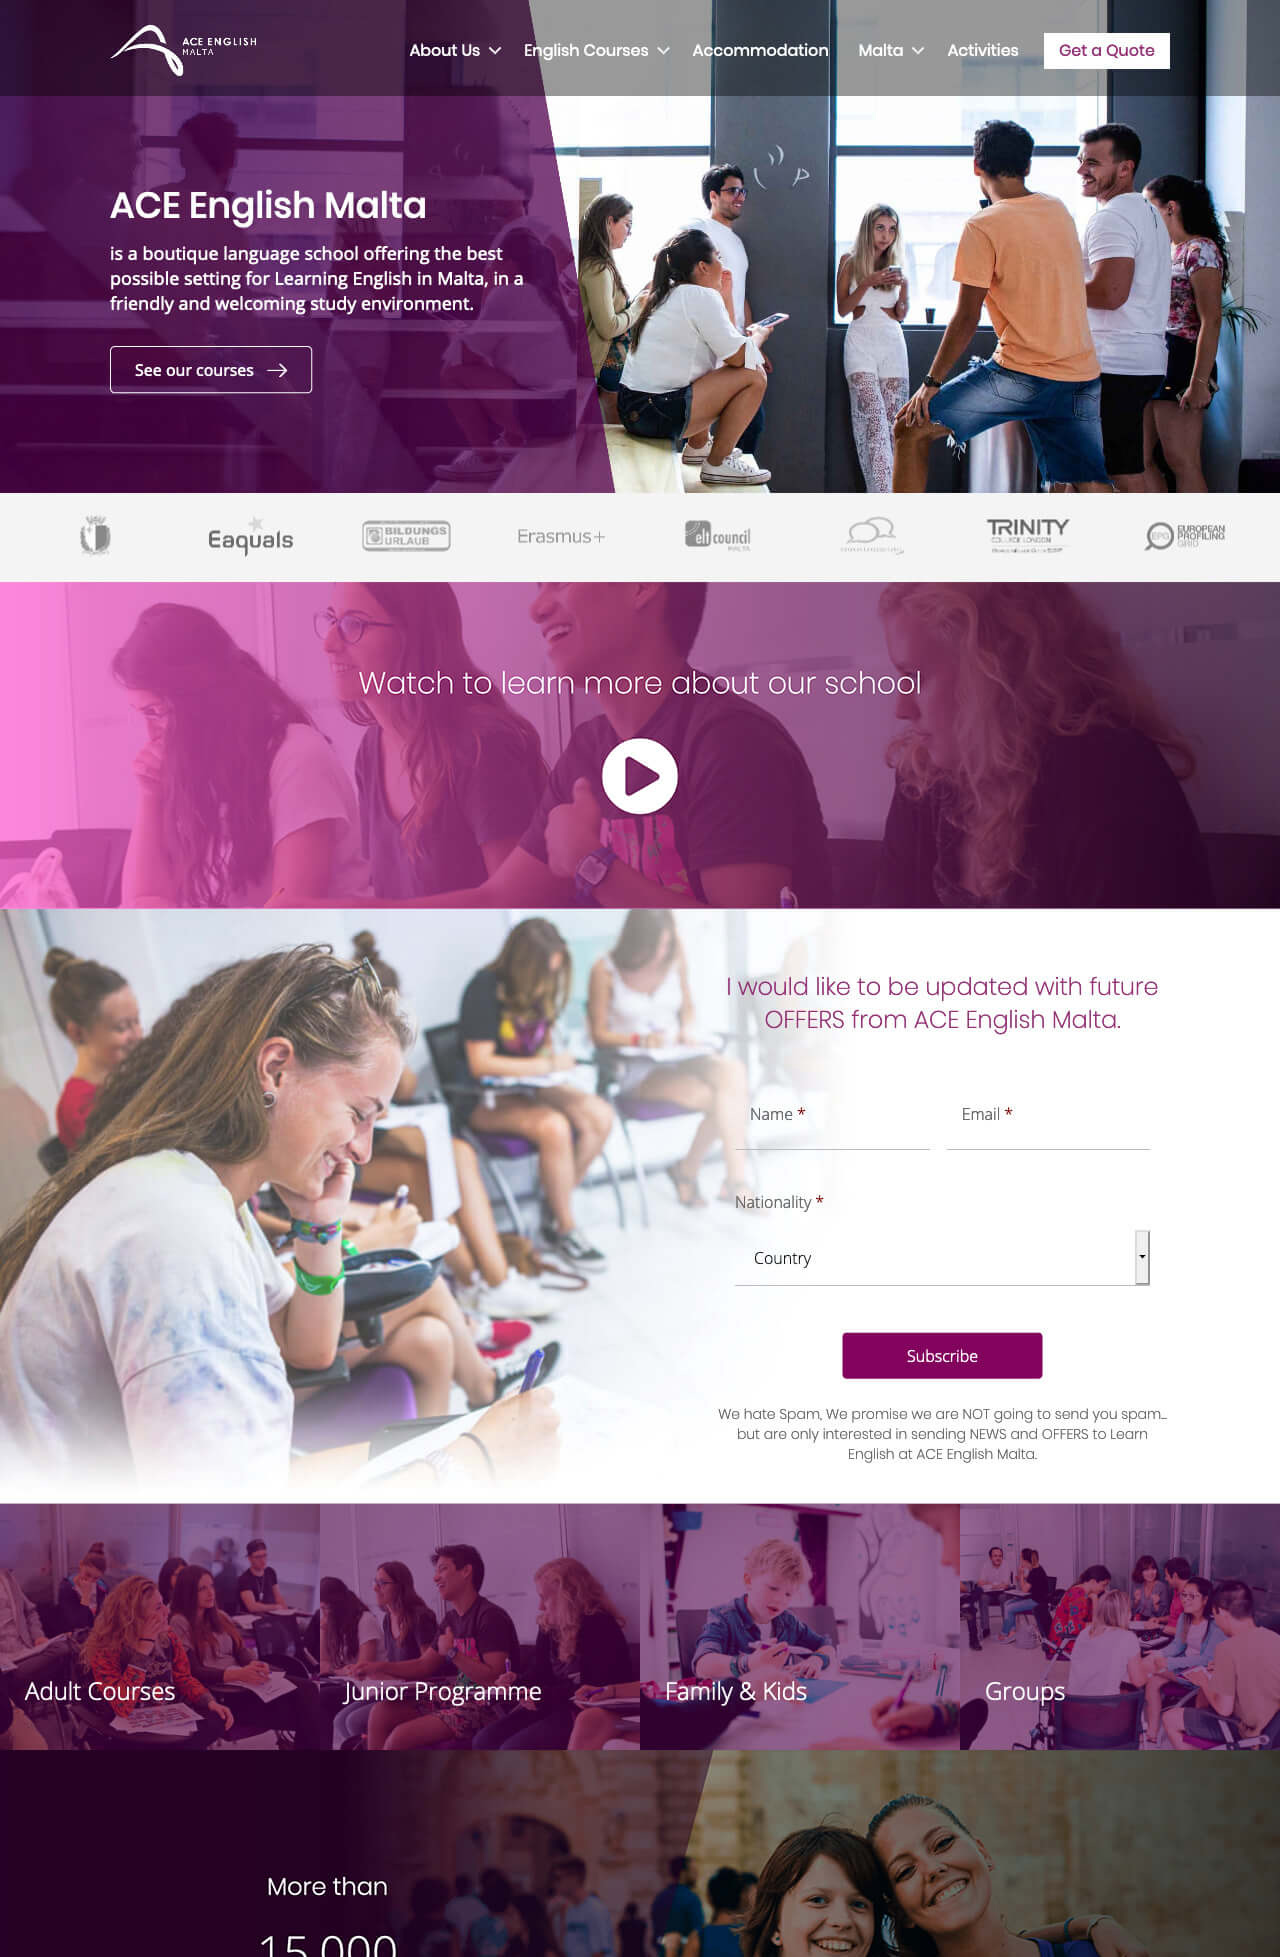 ACE ENGLISH
MALTA
About Us
English Courses
Accommodation
Malta
Activities
Get a Quote
ACE English Malta
is a boutique language school offering the best
possible setting for Learning English in Malta, in a
friendly and welcoming study environment.
See our courses
Eaquals
BILDUNGS
URLAUB
Erasmus+
elt council
MALTA
TRINITY
COLLEGE LONDON
EPG
EUROPEAN
PROFILING
GRID
Watch to learn more about our school
I would like to be updated with future
OFFERS from ACE English Malta.
Name *
Email *
Nationality *
Country
Subscribe
We hate Spam, We promise we are NOT going to send you spam...
but are only interested in sending NEWS and OFFERS to Learn
English at ACE English Malta.
Adult Courses
Junior Programme
Family & Kids
Groups
More than
15,000